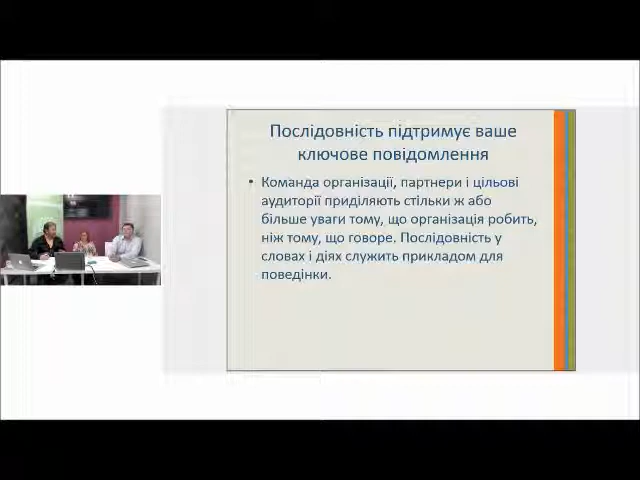 Послідовність підтримує ваше
ключове повідомлення
• Команда організації, партнери і цільові
аудиторії приділяють стільки ж або
більше уваги тому, що організація робить,
ніж тому, що говоре. Послідовність у
словах і діях служить прикладом для
поведінки.